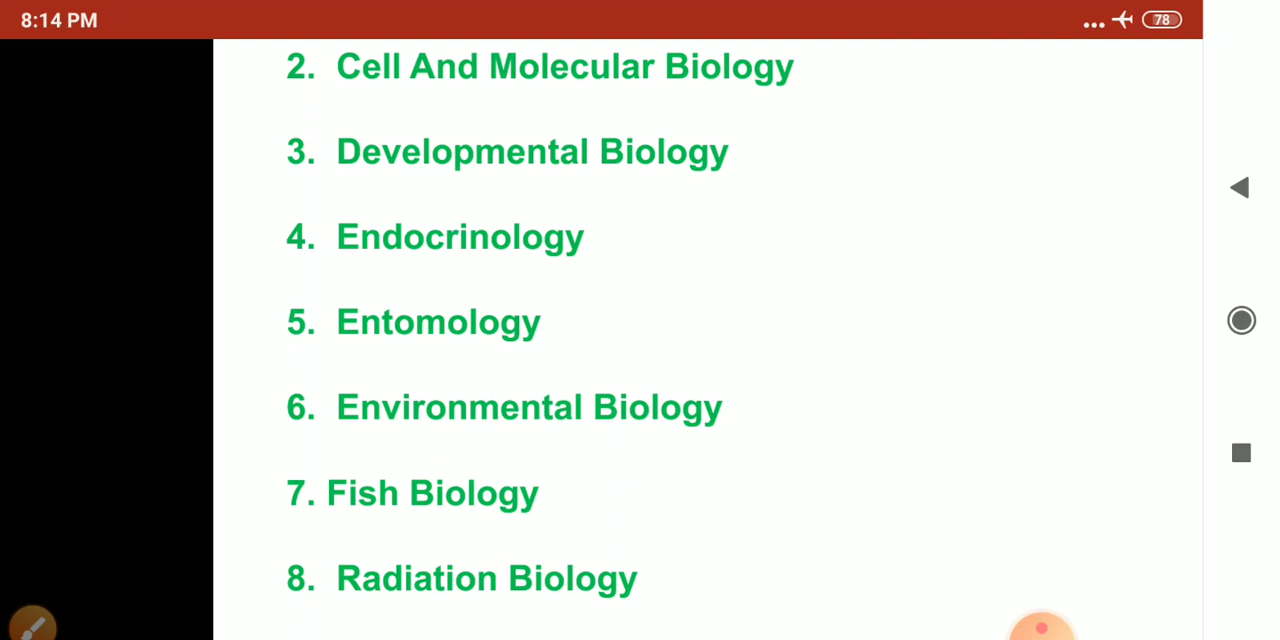 8:14 PM
78
2. Cell And Molecular Biology
3. Developmental Biology
4. Endocrinology
5. Entomology
6. Environmental Biology
7. Fish Biology
8. Radiation Biology